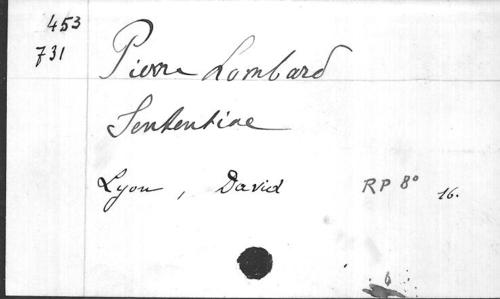 453
731
Pierre Lombard
Sententiae
Lyon, David RP 8° 16.